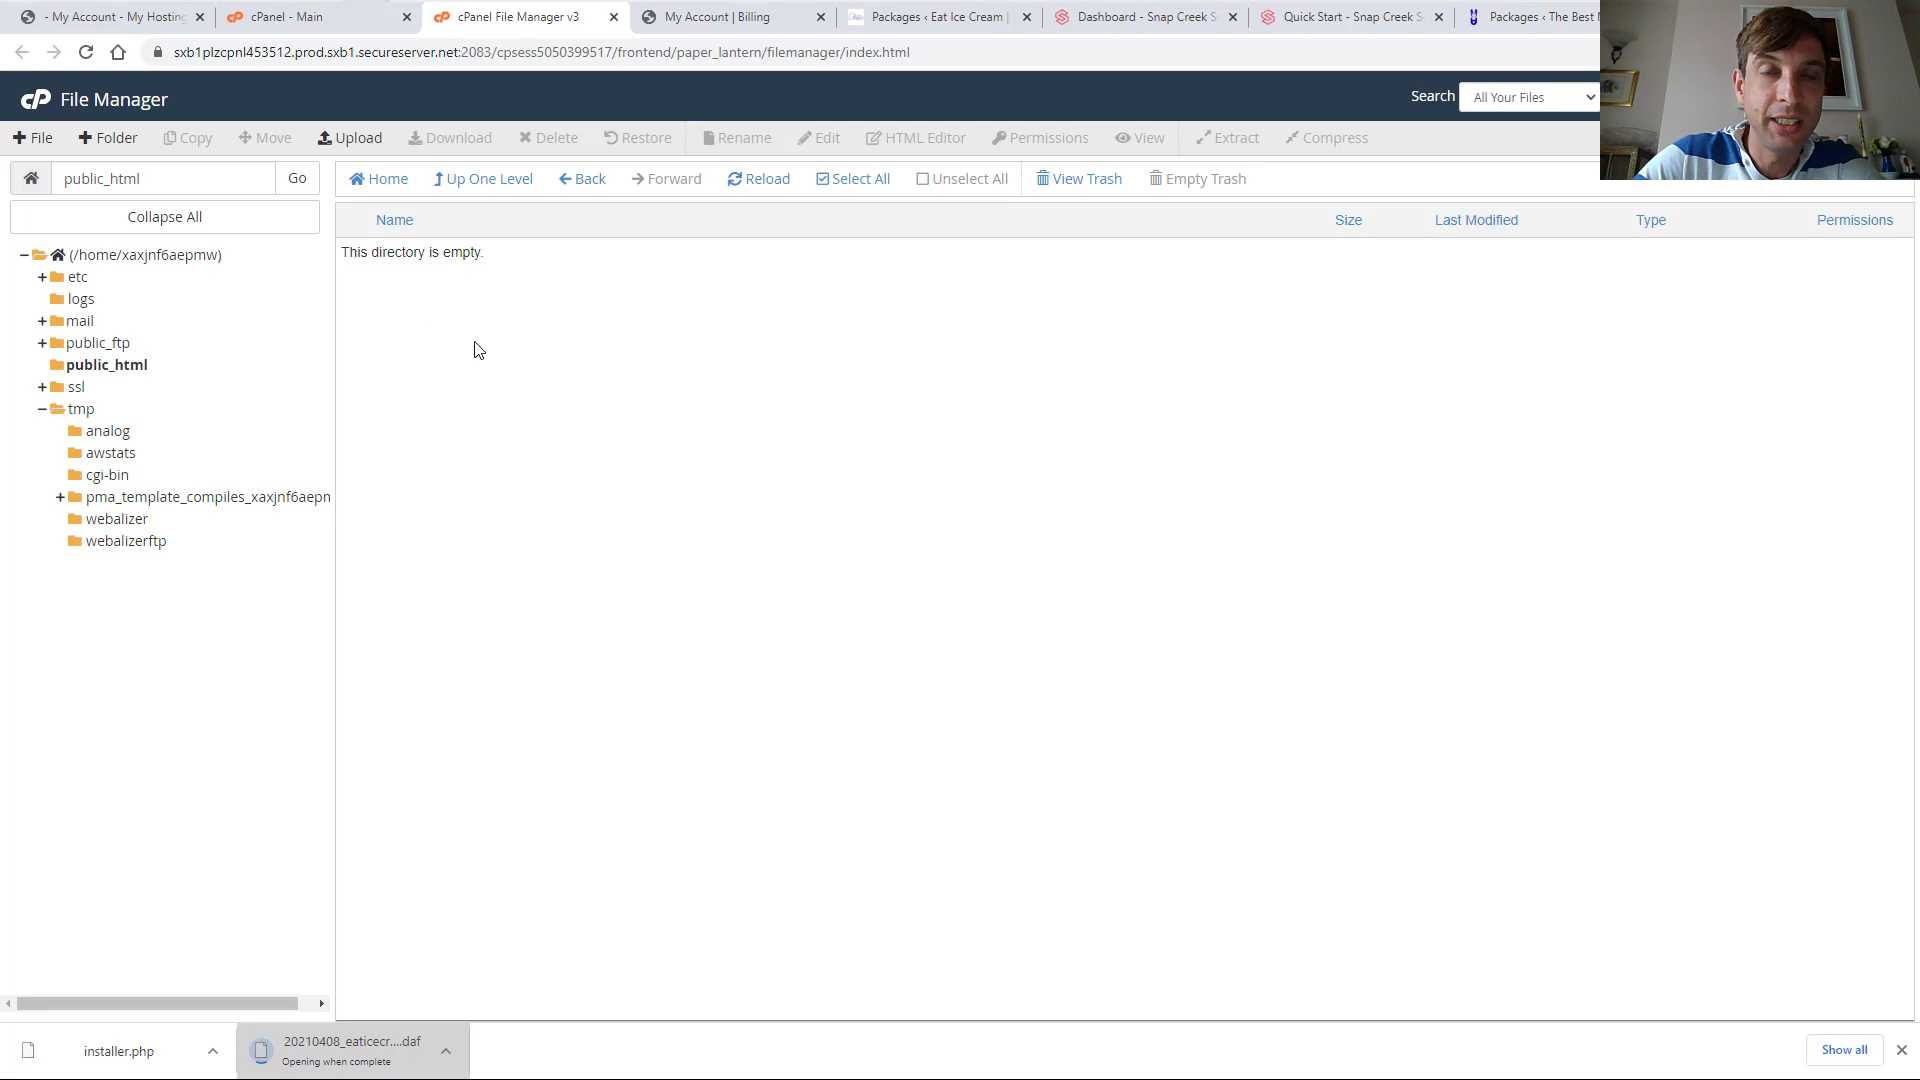 - My Account - My Hosting
cPanel - Main
cPanel File Manager v3
My Account | Billing
Packages ‹ Eat Ice Cream |
Dashboard - Snap Creek S
Quick Start - Snap Creek S
Packages ‹ The Best
sxb1plzcpnl453512.prod.sxb1.secureserver.net:2083/cpsess5050399517/frontend/paper_lantern/filemanager/index.html
cP File Manager
Search All Your Files
File Folder Copy Move Upload Download Delete Restore Rename Edit HTML Editor Permissions View Extract Compress
public_html Go
Home Up One Level Back Forward Reload Select All Unselect All View Trash Empty Trash
Collapse All
Name Size Last Modified Type Permissions
This directory is empty.
(/home/xaxjnf6aepmw)
etc
logs
mail
public_ftp
public_html
ssl
tmp
analog
awstats
cgi-bin
pma_template_compiles_xaxjnf6aepm
webalizer
webalizerftp
installer.php
20210408_eaticecr....daf
Opening when complete
Show all